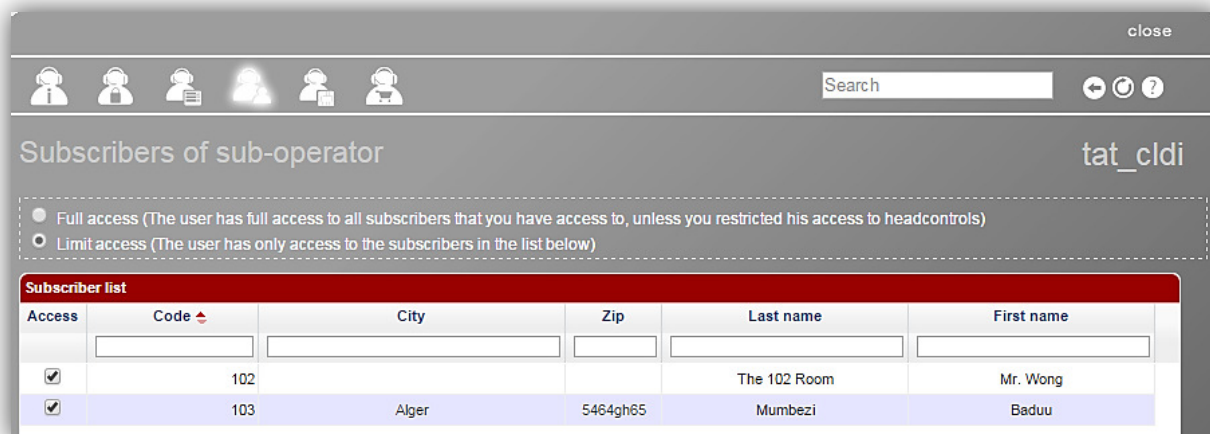 close
Search
Subscribers of sub-operator tat_cldi
Full access (The user has full access to all subscribers that you have access to, unless you restricted his access to headcontrols)
Limit access (The user has only access to the subscribers in the list below)
Subscriber list
Access Code City Zip Last name First name
102 The 102 Room Mr. Wong
103 Alger 5464gh65 Mumbezi Baduu